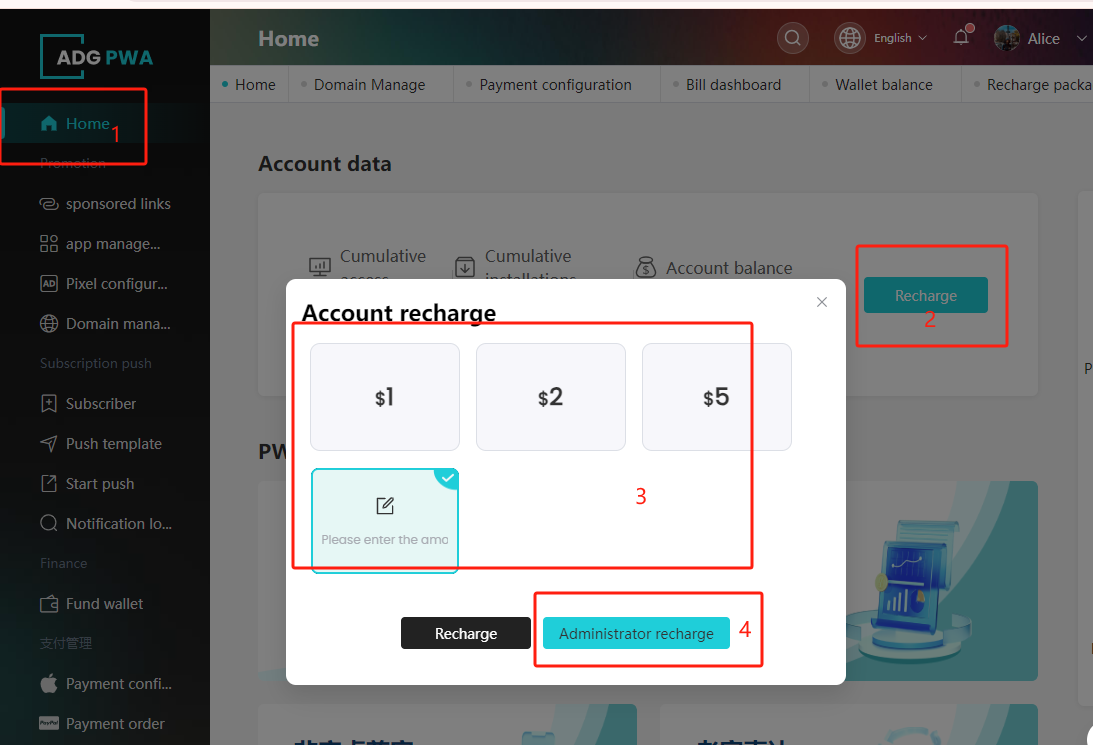 ADG PWA
Home
English
Alice
Home
Domain Manage
Payment configuration
Bill dashboard
Wallet balance
Recharge packa
Home
1
Promotion
sponsored links
app manage...
Pixel configur...
Domain mana...
Subscription push
Subscriber
Push template
Start push
Notification lo...
Finance
Fund wallet
支付管理
Payment confi...
Payment order
Account data
Cumulative
access
Cumulative
installations
Account balance
Recharge
2
P
PW
Account recharge
$1
$2
$5
Please enter the amo
3
Recharge
Administrator recharge
4